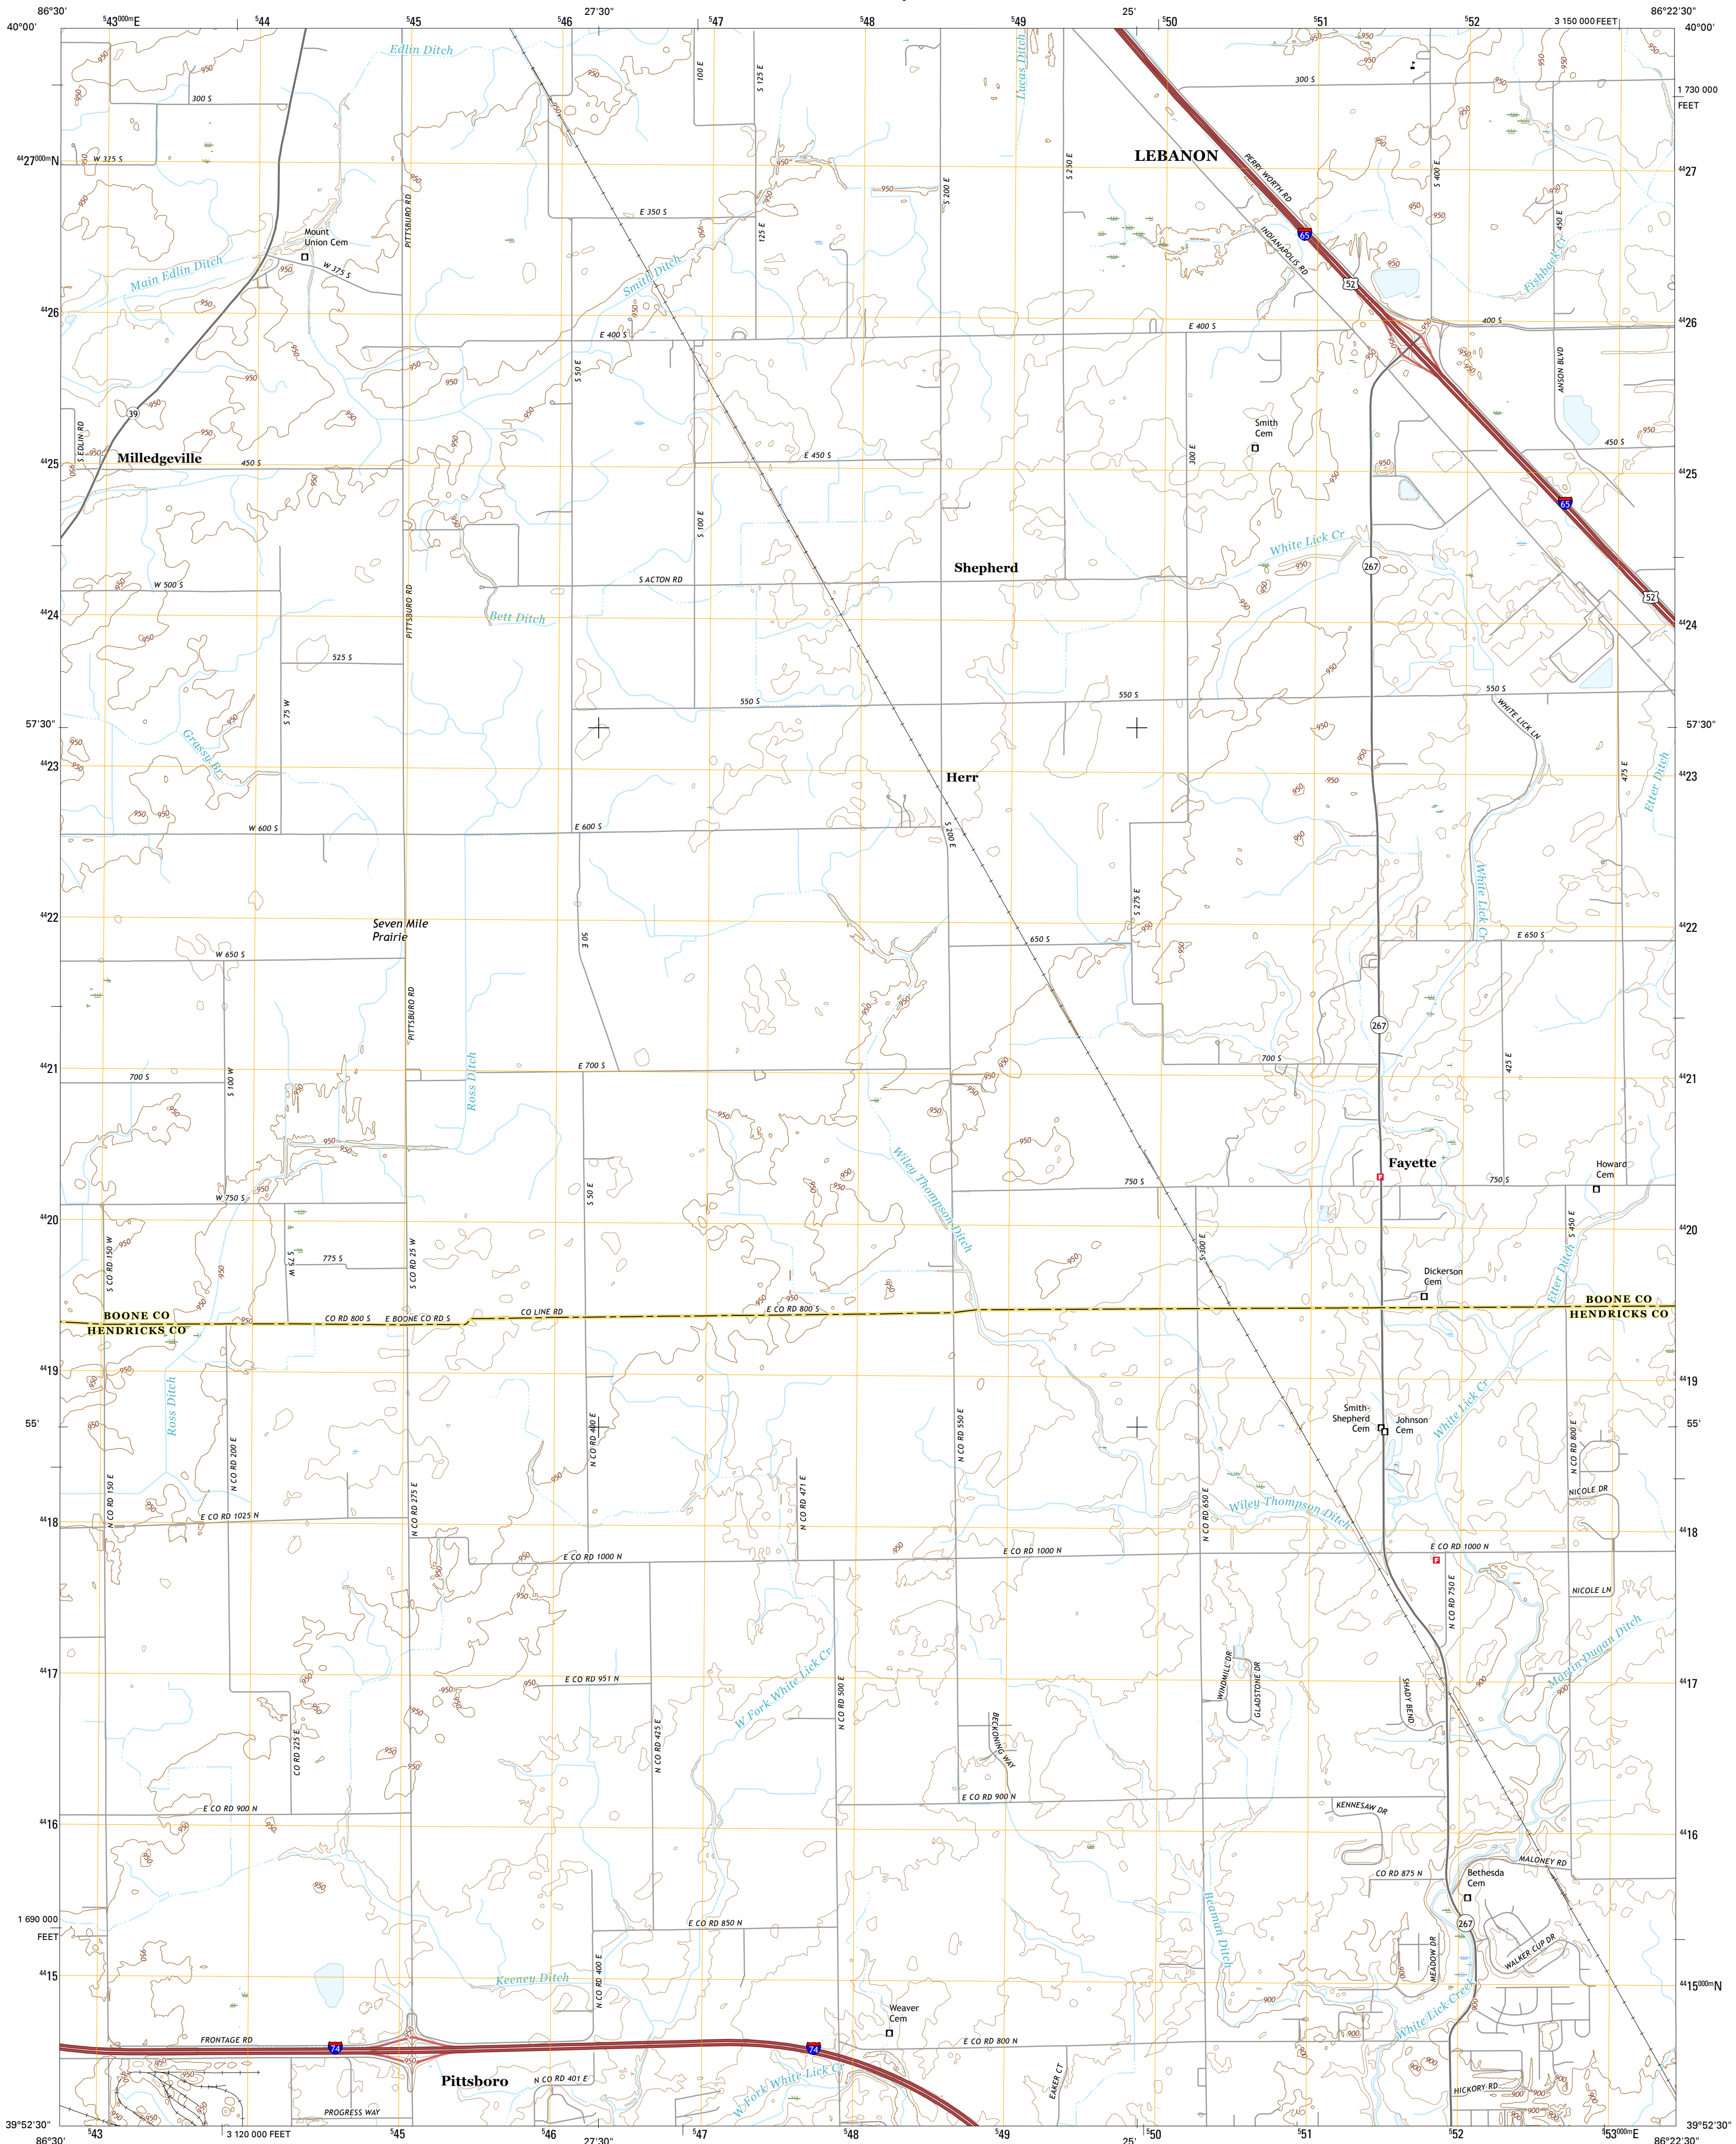 86°30'
⁵43⁰⁰⁰ᵐE
⁵44
⁵45
⁵46
27'30"
⁵47
⁵48
⁵49
25'
⁵50
⁵51
⁵52
3 150 000 FEET
86°22'30"
40°00'
40°00'
Edlin Ditch
Lucas Ditch
100 E
S 125 E
300 S
300 S
1 730 000
FEET
⁴⁴27⁰⁰⁰ᵐN
W 325 S
LEBANON
PERRY WORTH RD
S 250 E
S 200 E
S 400 E
⁴⁴27
PITTSBORO RD
E 350 S
125 E
450 E
Mount
Union Cem
W 375 S
Main Edlin Ditch
Smith Ditch
INDIANAPOLIS RD
65
52
Fishback Cr
⁴⁴26
E 400 S
E 400 S
400 S
⁴⁴26
S 50 E
ANSON BLVD
39
S EDLIN RD
Milledgeville
450 S
E 450 S
Smith
Cem
300 E
450 S
⁴⁴25
⁴⁴25
65
S 100 E
White Lick Cr
267
W 500 S
S ACTON RD
Shepherd
52
⁴⁴24
PITTSBORO RD
Bett Ditch
⁴⁴24
525 S
S 75 W
550 S
550 S
550 S
57'30"
57'30"
WHITE LICK LN
Grassy Br
⁴⁴23
Herr
475 E
Etter Ditch
⁴⁴23
W 600 S
E 600 S
S 200 E
White Lick Cr
S 275 E
⁴⁴22
Seven Mile
Prairie
50 E
650 S
E 650 S
⁴⁴22
W 650 S
PITTSBORO RD
267
⁴⁴21
700 S
S 100 W
Ross Ditch
E 700 S
700 S
425 E
⁴⁴21
Wiley Thompson Ditch
Fayette
F
Howard
Cem
W 750 S
S 50 E
750 S
750 S
⁴⁴20
S CO RD 150 W
S 75 W
775 S
S CO RD 25 W
S 300 E
S 450 E
⁴⁴20
Dickerson
Cem
Etter Ditch
BOONE CO
HENDRICKS CO
CO RD 800 S
E BOONE CO RD S
CO LINE RD
E CO RD 800 S
BOONE CO
HENDRICKS CO
⁴⁴19
⁴⁴19
Ross Ditch
Smith-
Shepherd
Cem
Johnson
Cem
White Lick Cr
55'
55'
N CO RD 200 E
N CO RD 400 E
N CO RD 550 E
N CO RD 800 E
N CO RD 150 E
N CO RD 275 E
N CO RD 471 E
N CO RD 650 E
Wiley Thompson Ditch
NICOLE DR
E CO RD 1025 N
⁴⁴18
⁴⁴18
E CO RD 1000 N
E CO RD 1000 N
E CO RD 1000 N
F
N CO RD 750 E
NICOLE LN
Martin Dugan Ditch
⁴⁴17
E CO RD 951 N
W Fork White Lick Cr
N CO RD 500 E
WINDMILL DR
GLADSTONE DR
SHADY BEND
⁴⁴17
CO RD 225 E
N CO RD 425 E
BECKONING WAY
E CO RD 900 N
E CO RD 900 N
KENNESAW DR
⁴⁴16
⁴⁴16
MALONEY RD
CO RD 875 N
Bethesda
Cem
1 690 000
FEET
E CO RD 850 N
Beaman Ditch
267
MEADOW DR
WALKER CUP DR
⁴⁴15
Keeney Ditch
N CO RD 400 E
⁴⁴15⁰⁰⁰ᵐN
Weaver
Cem
White Lick Creek
FRONTAGE RD
74
74
E CO RD 800 N
Pittsboro
N CO RD 401 E
W Fork White Lick Cr
EAKER CT
HICKORY RD
PROGRESS WAY
39°52'30"
39°52'30"
86°30'
⁵43
3 120 000 FEET
⁵45
⁵46
27'30"
⁵47
⁵48
25'
⁵50
⁵51
⁵52
⁵53⁰⁰⁰ᵐE
86°22'30"